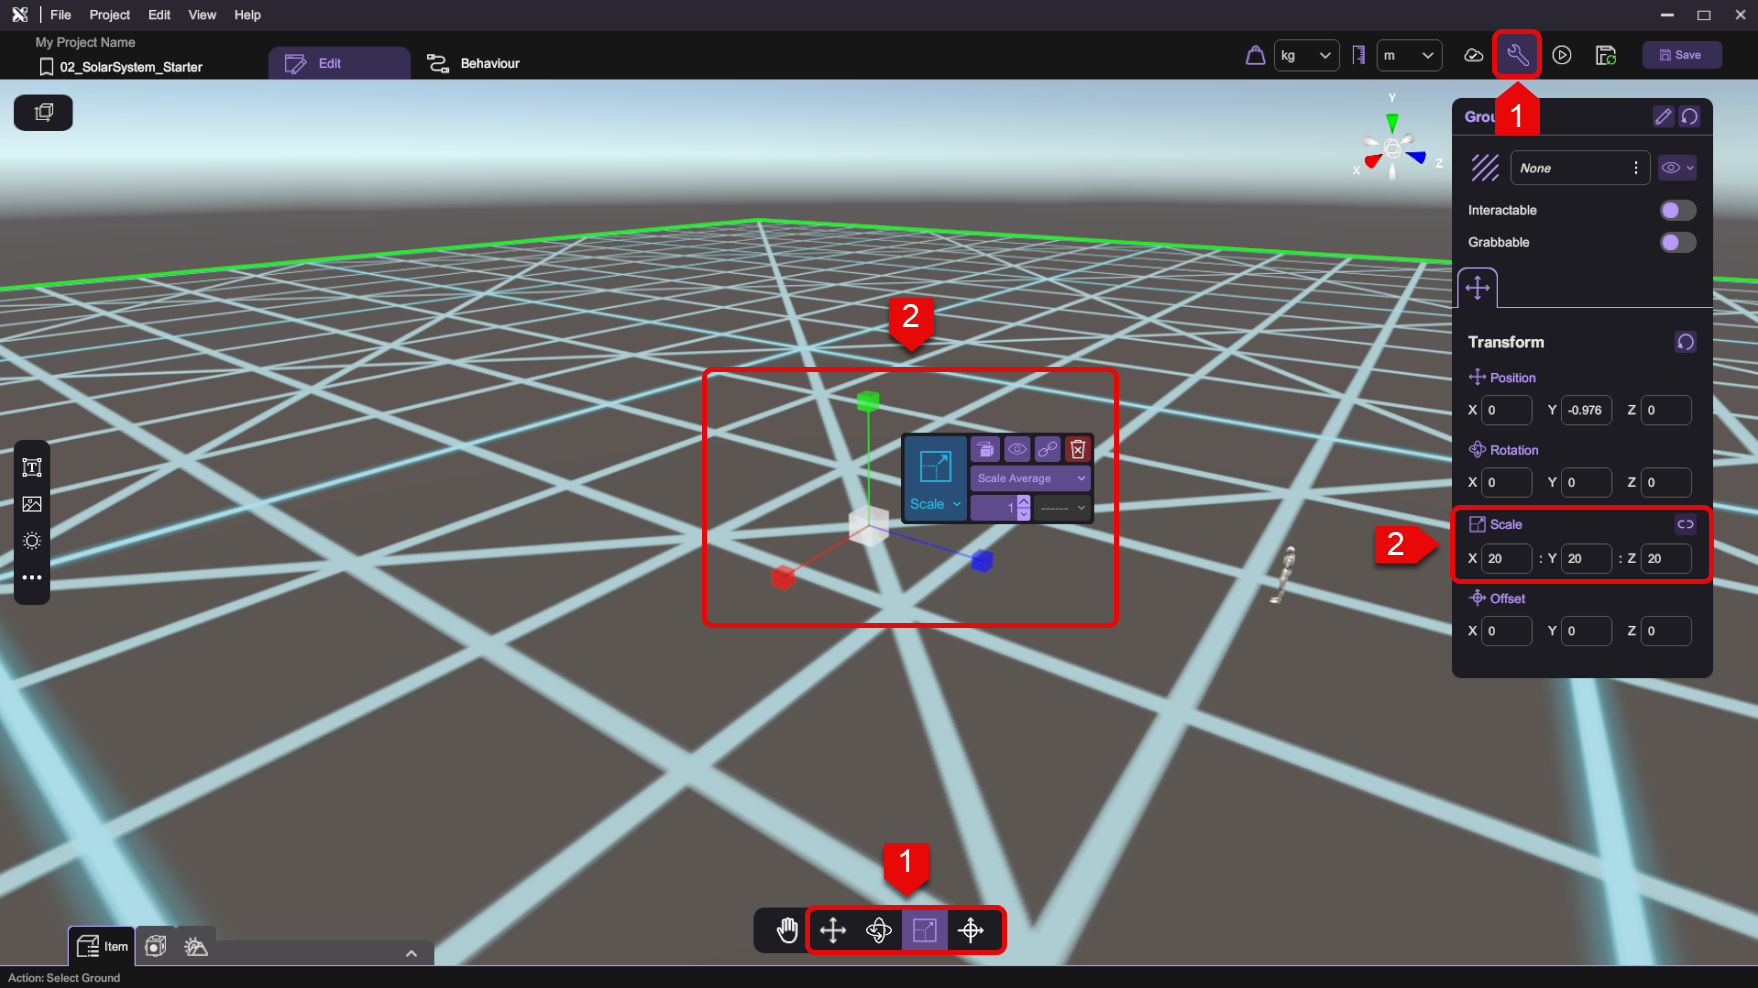 File Project Edit View Help
My Project Name
02_SolarSystem_Starter
Edit
Behaviour
kg
m
Save
1
Y
X
Z
None
Interactable
Grabbable
Transform
Position
X 0 Y -0.976 Z 0
Rotation
X 0 Y 0 Z 0
Scale
X 20 : Y 20 : Z 20
Offset
X 0 Y 0 Z 0
2
2
Scale
Scale Average
1
------
T
1
Item
Action: Select Ground